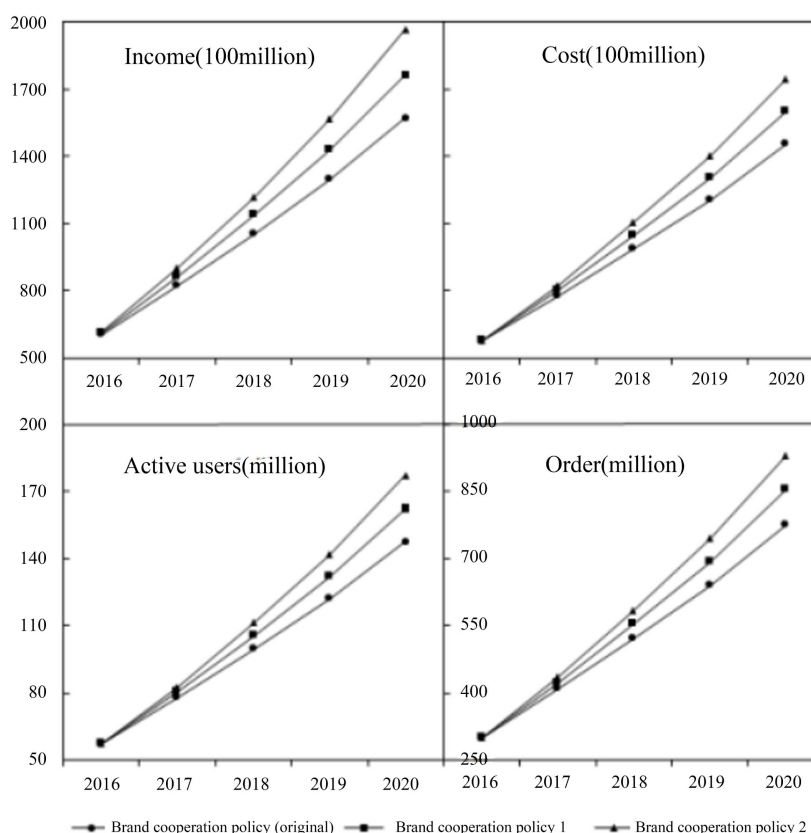 2000
1700
1400
1100
800
500
Income(100million)
Cost(100million)
2016 2017 2018 2019 2020
2016 2017 2018 2019 2020
200
170
140
110
80
50
Active users(million)
1000
850
700
550
400
250
Order(million)
2016 2017 2018 2019 2020
2016 2017 2018 2019 2020
Brand cooperation policy (original) Brand cooperation policy 1 Brand cooperation policy 2